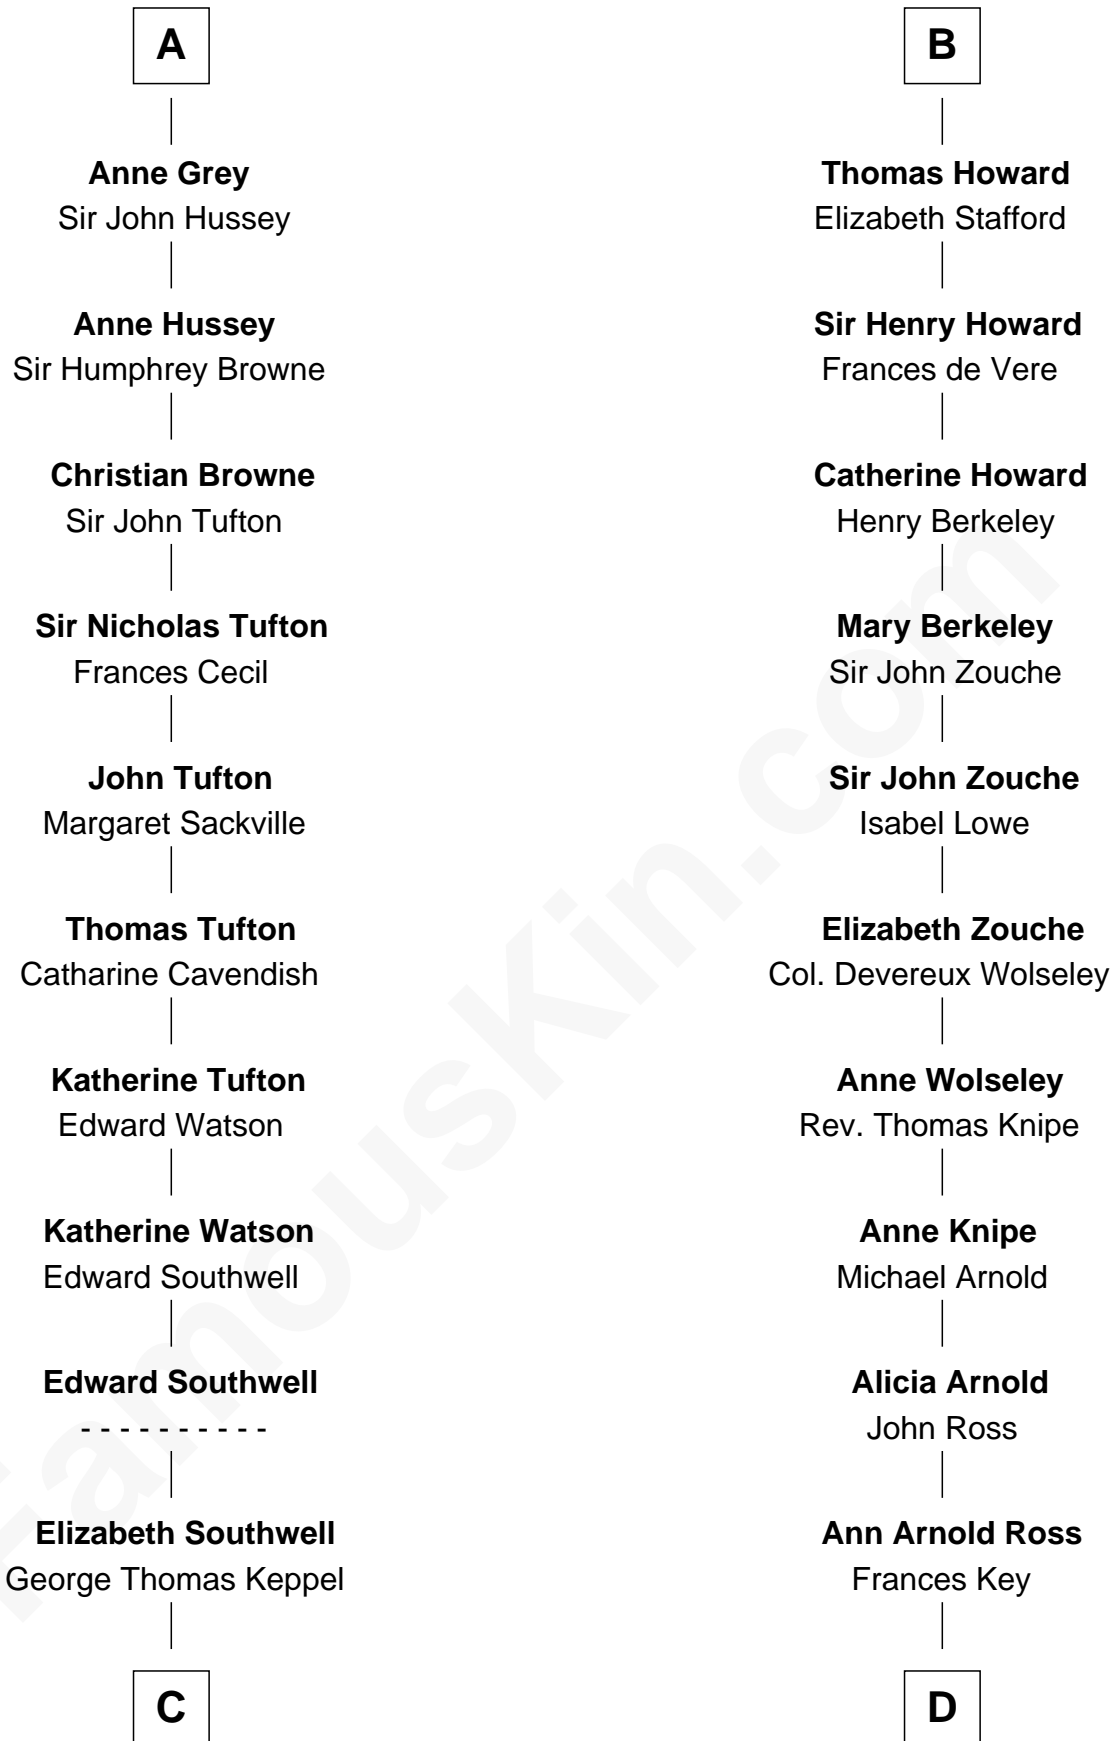 A
Anne Grey
Sir John Hussey
Anne Hussey
Sir Humphrey Browne
Christian Browne
Sir John Tufton
Sir Nicholas Tufton
Frances Cecil
John Tufton
Margaret Sackville
Thomas Tufton
Catharine Cavendish
Katherine Tufton
Edward Watson
Katherine Watson
Edward Southwell
Edward Southwell
- - - - - - - - - -
Elizabeth Southwell
George Thomas Keppel
C
B
Thomas Howard
Elizabeth Stafford
Sir Henry Howard
Frances de Vere
Catherine Howard
Henry Berkeley
Mary Berkeley
Sir John Zouche
Sir John Zouche
Isabel Lowe
Elizabeth Zouche
Col. Devereux Wolseley
Anne Wolseley
Rev. Thomas Knipe
Anne Knipe
Michael Arnold
Alicia Arnold
John Ross
Ann Arnold Ross
Frances Key
D
FamousKin.com